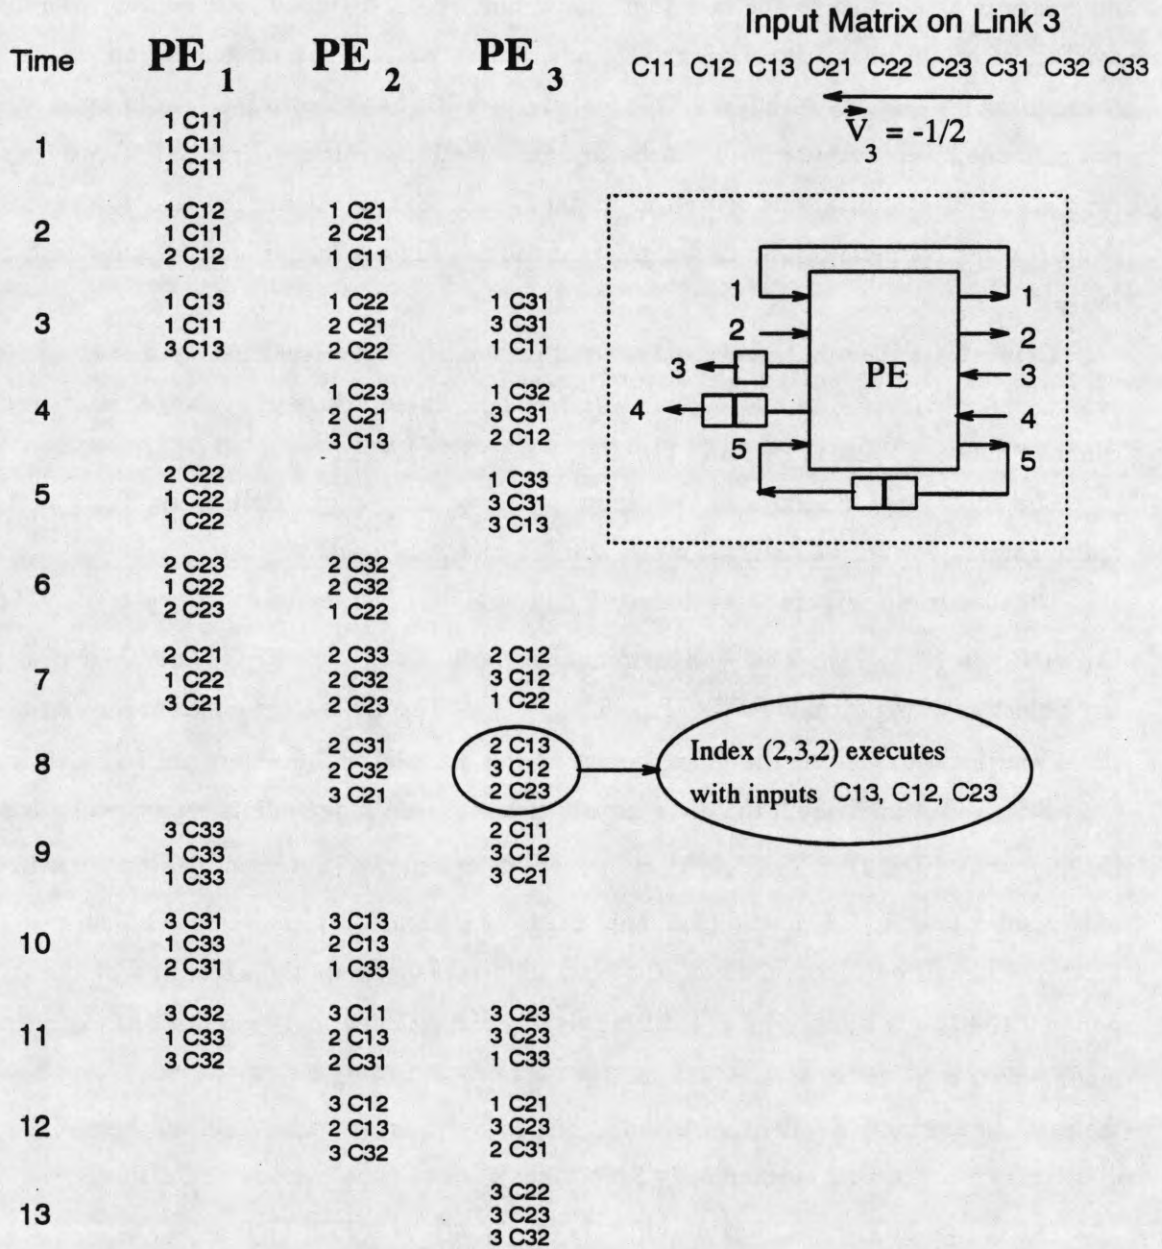 Input Matrix on Link 3
C11 C12 C13 C21 C22 C23 C31 C32 C33
V 3 = -1/2
Time PE 1 PE 2 PE 3
1
1 C11
1 C11
1 C11
2
1 C12 1 C21
1 C11 2 C21
2 C12 1 C11
3
1 C13 1 C22 1 C31
1 C11 2 C21 3 C31
3 C13 2 C22 1 C11
4
1 C23 1 C32
2 C21 3 C31
3 C13 2 C12
5
2 C22 1 C33
1 C22 3 C31
1 C22 3 C13
6
2 C23 2 C32
1 C22 2 C32
2 C23 1 C22
7
2 C21 2 C33 2 C12
1 C22 2 C32 3 C12
3 C21 2 C23 1 C22
8
2 C31 2 C13
2 C32 3 C12
3 C21 2 C23
9
3 C33 2 C11
1 C33 3 C12
1 C33 3 C21
10
3 C31 3 C13
1 C33 2 C13
2 C31 1 C33
11
3 C32 3 C11 3 C23
1 C33 2 C13 3 C23
3 C32 2 C31 1 C33
12
3 C12 1 C21
2 C13 3 C23
3 C32 2 C31
13
3 C22
3 C23
3 C32
1 1
2 2
3 PE 3
4 4
5 5
Index (2,3,2) executes
with inputs C13, C12, C23